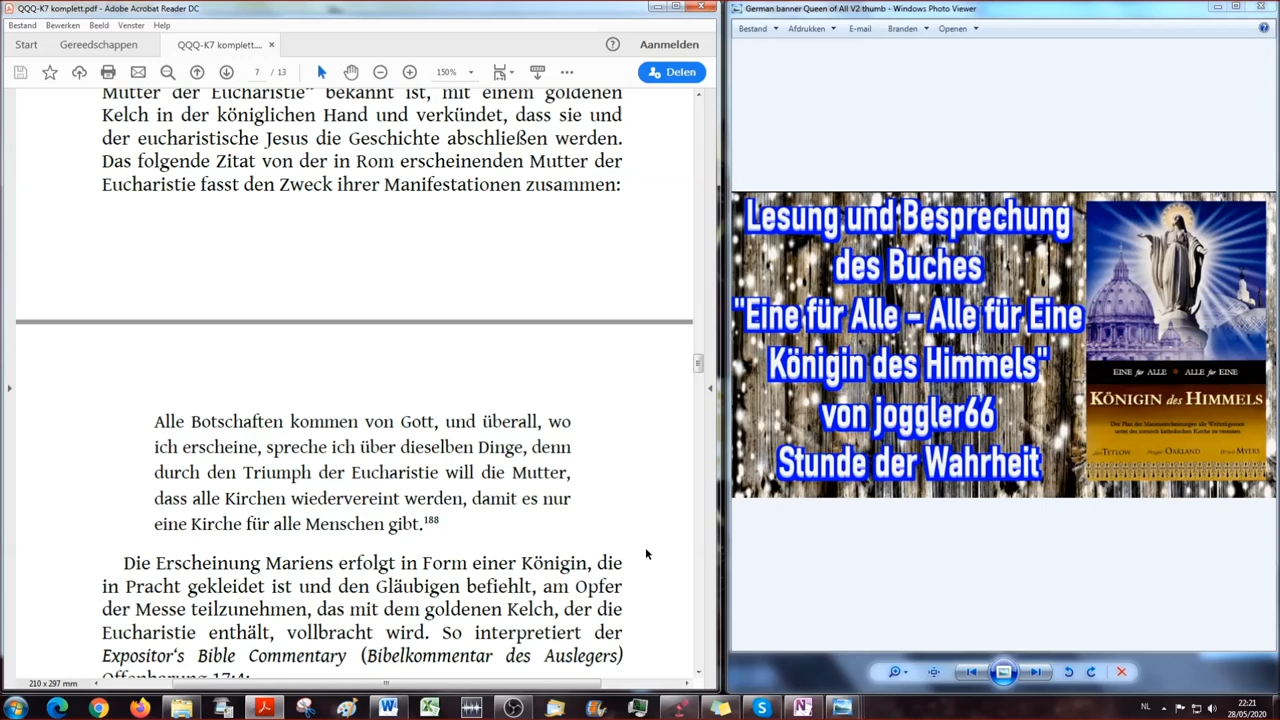 QQQ-K7 komplett.pdf - Adobe Acrobat Reader DC
Bestand Bewerken Beeld Venster Help
Start Gereedschappen QQQ-K7 komplett.... × Aanmelden
7 / 13 150% Delen
Mutter der Eucharistie" bekannt ist, mit einem goldenen
Kelch in der königlichen Hand und verkündet, dass sie und
der eucharistische Jesus die Geschichte abschließen werden.
Das folgende Zitat von der in Rom erscheinenden Mutter der
Eucharistie fasst den Zweck ihrer Manifestationen zusammen:
Alle Botschaften kommen von Gott, und überall, wo
ich erscheine, spreche ich über dieselben Dinge, denn
durch den Triumph der Eucharistie will die Mutter,
dass alle Kirchen wiedervereint werden, damit es nur
eine Kirche für alle Menschen gibt.188
Die Erscheinung Mariens erfolgt in Form einer Königin, die
in Pracht gekleidet ist und den Gläubigen befiehlt, am Opfer
der Messe teilzunehmen, das mit dem goldenen Kelch, der die
Eucharistie enthält, vollbracht wird. So interpretiert der
Expositor's Bible Commentary (Bibelkommentar des Auslegers)
Offenbarung 17:4:
210 x 297 mm
German banner Queen of All V2 thumb - Windows Photo Viewer
Bestand Afdrukken E-mail Branden Openen
Lesung und Besprechung
des Buches
"Eine für Alle – Alle für Eine
Königin des Himmels"
von joggler66
Stunde der Wahrheit
EINE für ALLE • ALLE für EINE
KÖNIGIN des HIMMELS
TETLOW Roger OAKLAND Brad MYERS
NL 22:21
28/05/2020